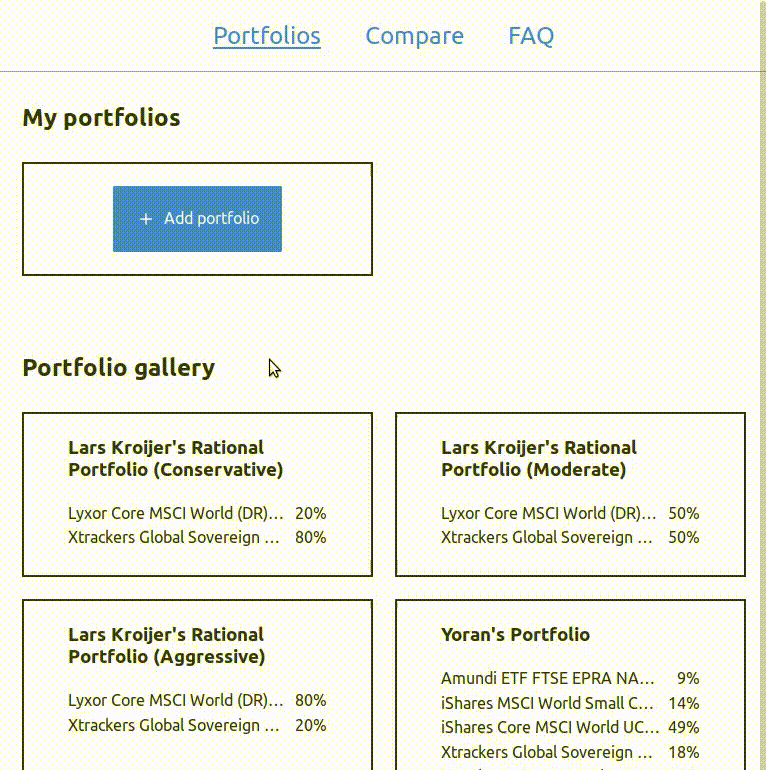 Portfolios Compare FAQ
My portfolios
+ Add portfolio
Portfolio gallery
Lars Kroijer's Rational
Portfolio (Conservative)
Lyxor Core MSCI World (DR)... 20%
Xtrackers Global Sovereign ... 80%
Lars Kroijer's Rational
Portfolio (Moderate)
Lyxor Core MSCI World (DR)... 50%
Xtrackers Global Sovereign ... 50%
Lars Kroijer's Rational
Portfolio (Aggressive)
Lyxor Core MSCI World (DR)... 80%
Xtrackers Global Sovereign ... 20%
Yoran's Portfolio
Amundi ETF FTSE EPRA NA... 9%
iShares MSCI World Small C... 14%
iShares Core MSCI World UC... 49%
Xtrackers Global Sovereign ... 18%